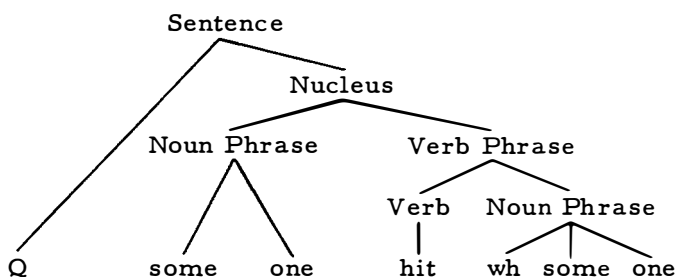 Sentence
Nucleus
Noun Phrase Verb Phrase
Verb Noun Phrase
Q some one hit wh some one